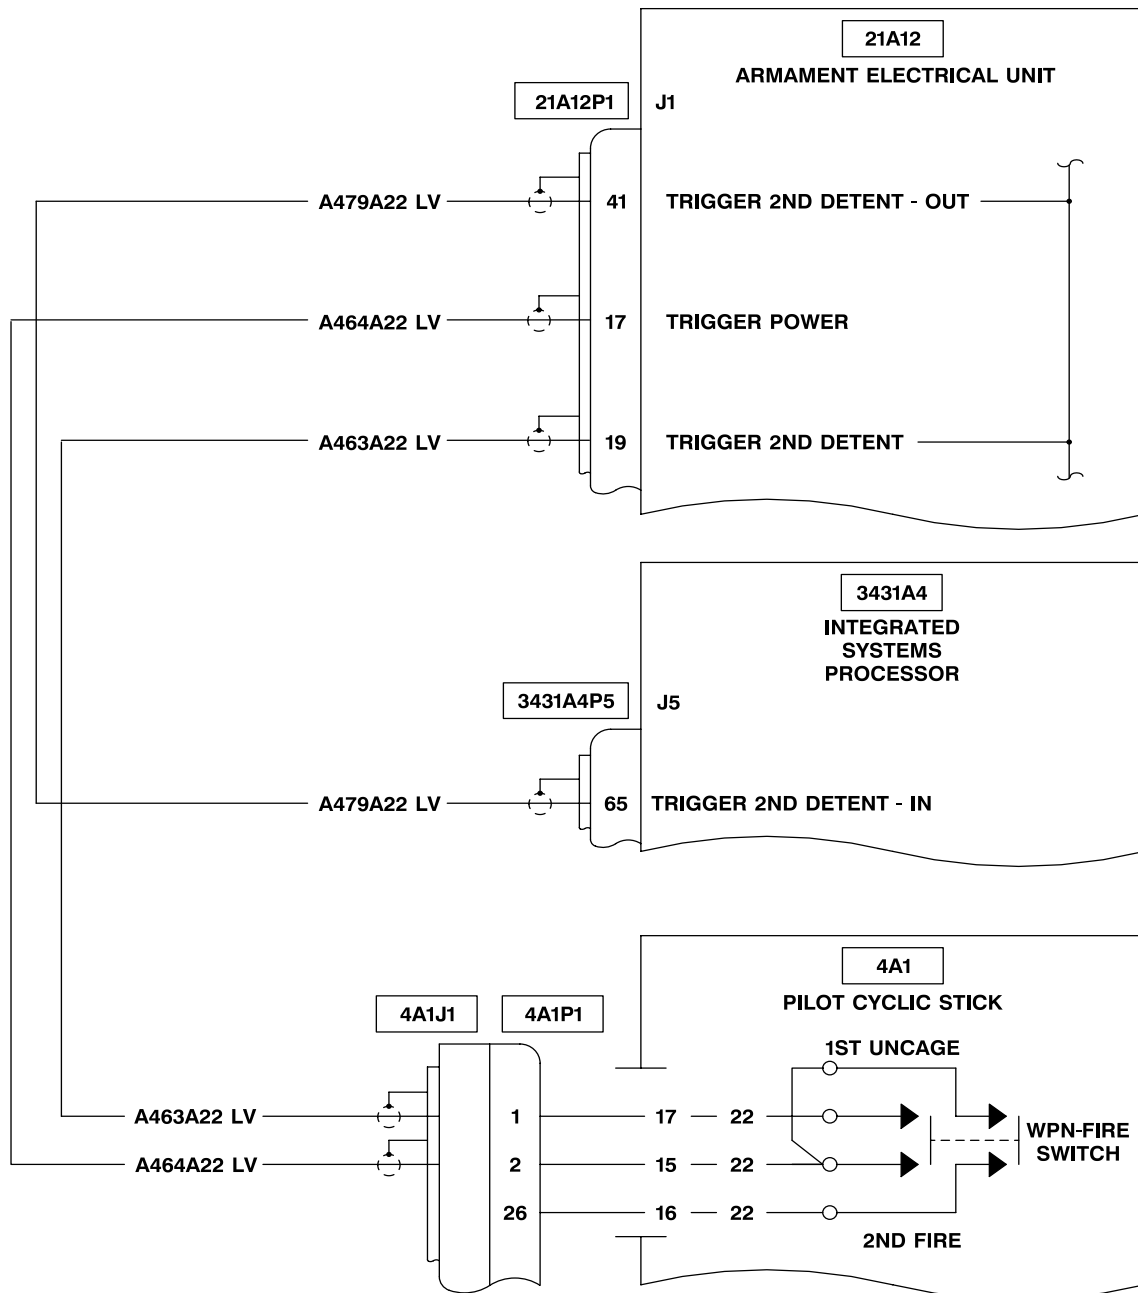 21A12
ARMAMENT ELECTRICAL UNIT
21A12P1
J1
A479A22 LV
41
TRIGGER 2ND DETENT - OUT
A464A22 LV
17
TRIGGER POWER
A463A22 LV
19
TRIGGER 2ND DETENT
3431A4
INTEGRATED
SYSTEMS
PROCESSOR
3431A4P5
J5
A479A22 LV
65
TRIGGER 2ND DETENT - IN
4A1
PILOT CYCLIC STICK
4A1J1
4A1P1
1ST UNCAGE
A463A22 LV
1
17
22
WPN-FIRE
SWITCH
A464A22 LV
2
15
22
26
16
22
2ND FIRE